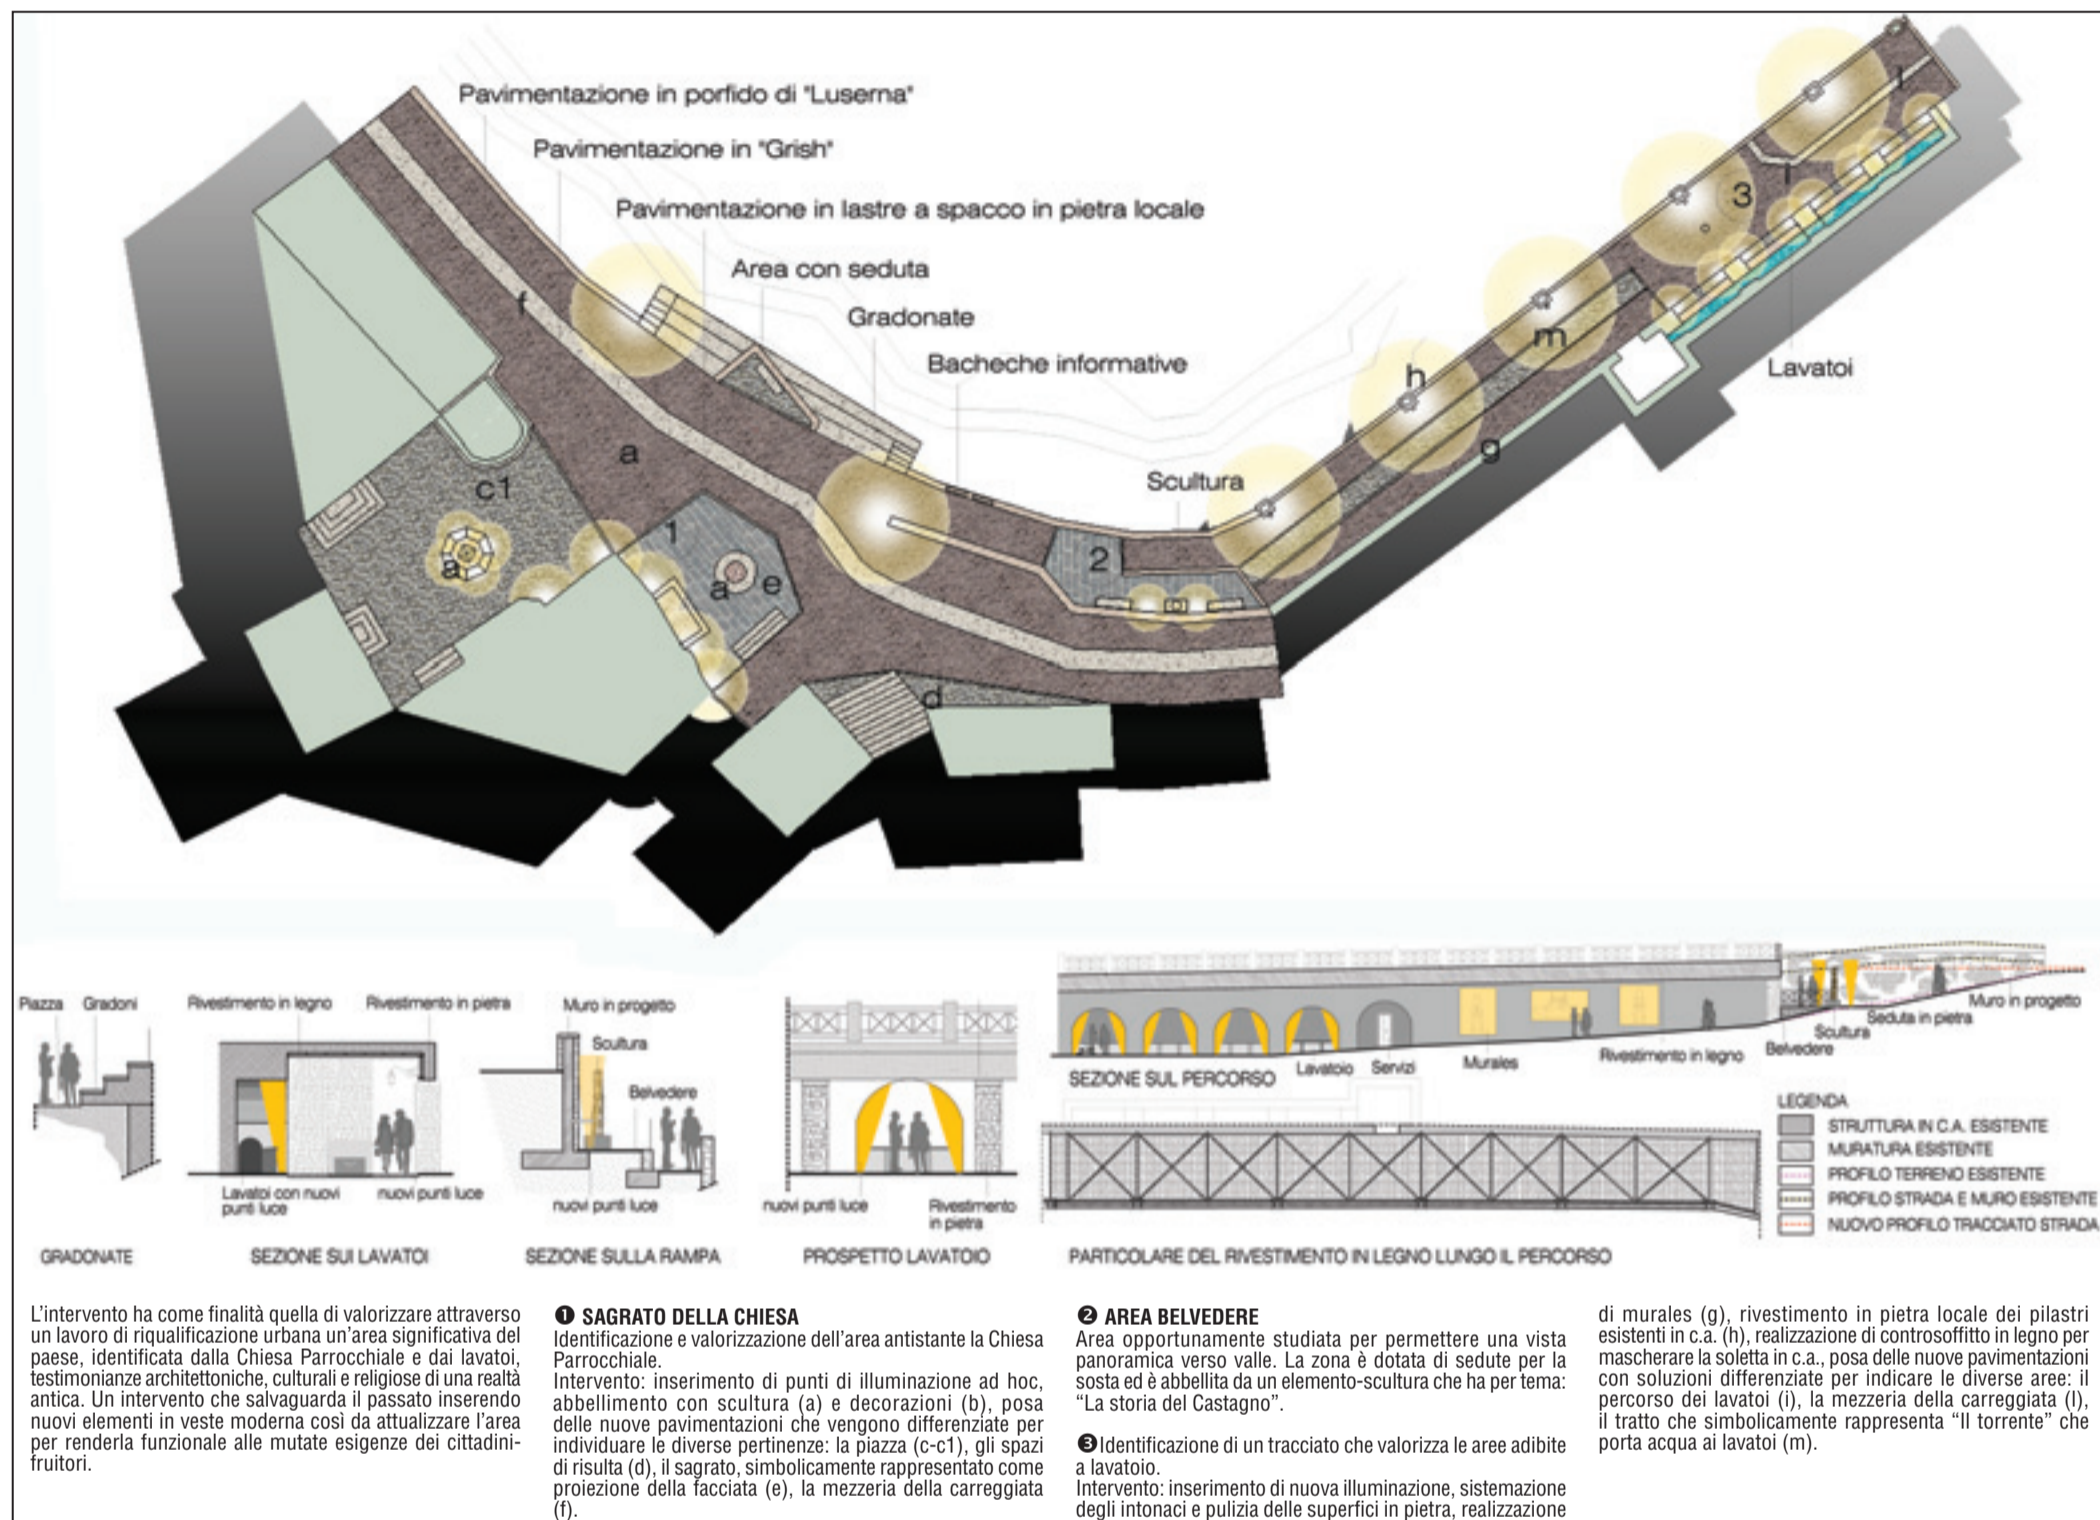 Pavimentazione in porfido di "Luserna"
Pavimentazione in "Grish"
Pavimentazione in lastre a spacco in pietra locale
Area con seduta
Gradonate
Bacheche informative
Scultura
Lavatoi
f
a
c1
a
1
a
e
d
2
h
m
g
3
i
l
Piazza
Gradoni
GRADONATE
Rivestimento in legno
Rivestimento in pietra
Lavatoi con nuovi
punti luce
nuovi punti luce
SEZIONE SUI LAVATOI
Muro in progetto
Scultura
Belvedere
nuovi punti luce
SEZIONE SULLA RAMPA
nuovi punti luce
Rivestimento
in pietra
PROSPETTO LAVATOIO
SEZIONE SUL PERCORSO
Lavatoio
Servizi
Murales
Rivestimento in legno
Belvedere
Scultura
Seduta in pietra
Muro in progetto
PARTICOLARE DEL RIVESTIMENTO IN LEGNO LUNGO IL PERCORSO
LEGENDA
STRUTTURA IN C.A. ESISTENTE
MURATURA ESISTENTE
PROFILO TERRENO ESISTENTE
PROFILO STRADA E MURO ESISTENTE
NUOVO PROFILO TRACCIATO STRADA
L'intervento ha come finalità quella di valorizzare attraverso
un lavoro di riqualificazione urbana un'area significativa del
paese, identificata dalla Chiesa Parrocchiale e dai lavatoi,
testimonianze architettoniche, culturali e religiose di una realtà
antica. Un intervento che salvaguarda il passato inserendo
nuovi elementi in veste moderna così da attualizzare l'area
per renderla funzionale alle mutate esigenze dei cittadini-
fruitori.
❶ SAGRATO DELLA CHIESA
Identificazione e valorizzazione dell'area antistante la Chiesa
Parrocchiale.
Intervento: inserimento di punti di illuminazione ad hoc,
abbellimento con scultura (a) e decorazioni (b), posa
delle nuove pavimentazioni che vengono differenziate per
individuare le diverse pertinenze: la piazza (c-c1), gli spazi
di risulta (d), il sagrato, simbolicamente rappresentato come
proiezione della facciata (e), la mezzeria della carreggiata
(f).
❷ AREA BELVEDERE
Area opportunamente studiata per permettere una vista
panoramica verso valle. La zona è dotata di sedute per la
sosta ed è abbellita da un elemento-scultura che ha per tema:
"La storia del Castagno".
❸Identificazione di un tracciato che valorizza le aree adibite
a lavatoio.
Intervento: inserimento di nuova illuminazione, sistemazione
degli intonaci e pulizia delle superfici in pietra, realizzazione
di murales (g), rivestimento in pietra locale dei pilastri
esistenti in c.a. (h), realizzazione di controsoffitto in legno per
mascherare la soletta in c.a., posa delle nuove pavimentazioni
con soluzioni differenziate per indicare le diverse aree: il
percorso dei lavatoi (i), la mezzeria della carreggiata (l),
il tratto che simbolicamente rappresenta "Il torrente" che
porta acqua ai lavatoi (m).